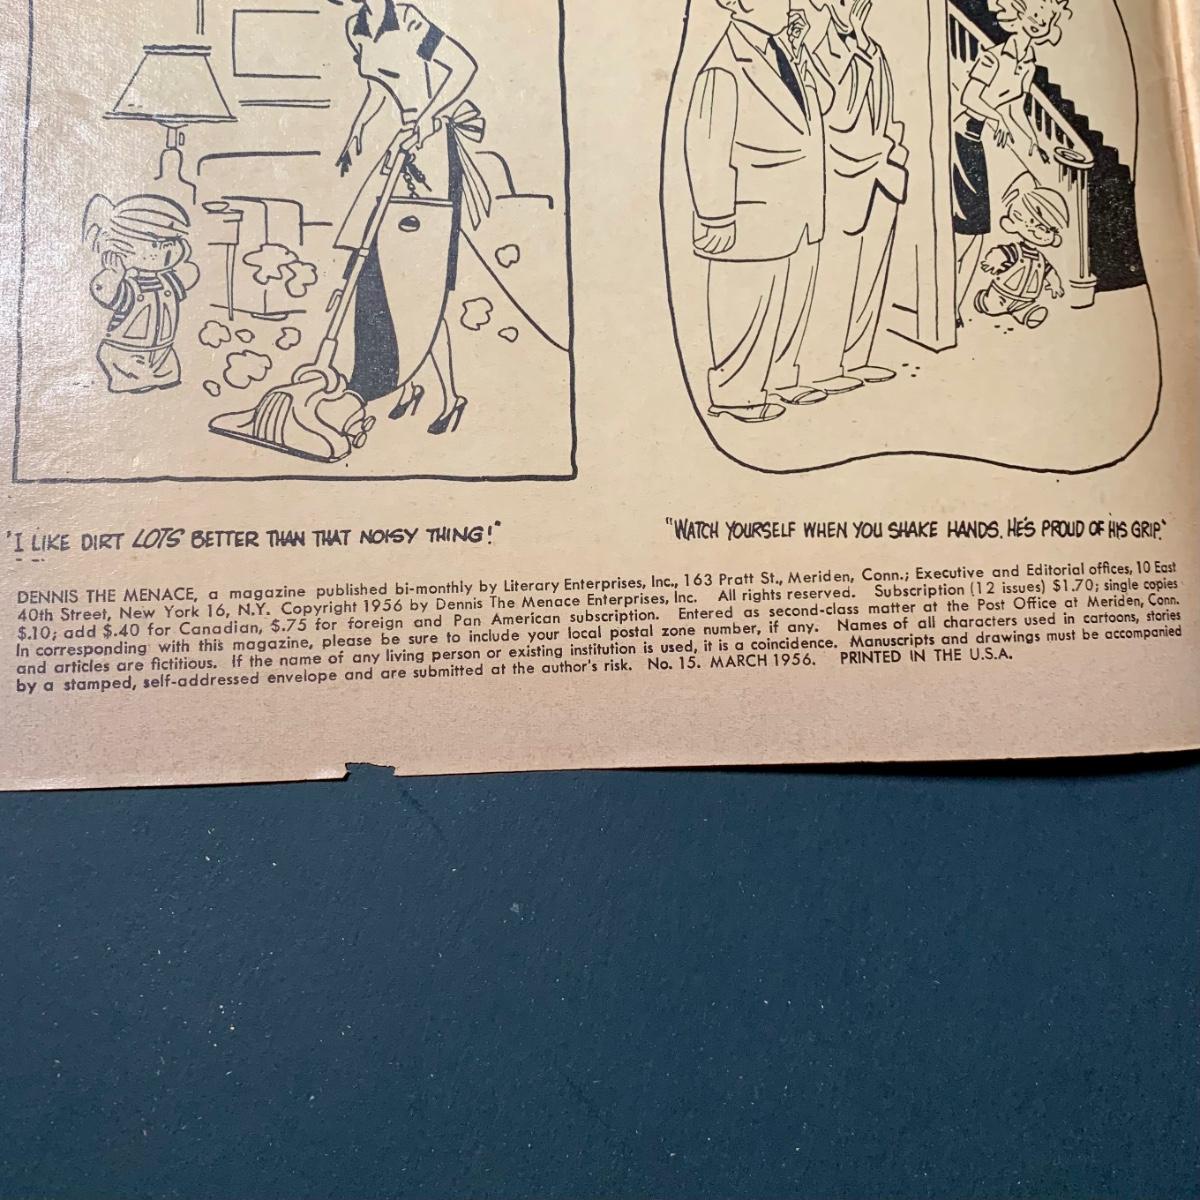 "I LIKE DIRT LOTS BETTER THAN THAT NOISY THING!"
"WATCH YOURSELF WHEN YOU SHAKE HANDS. HE'S PROUD OF HIS GRIP."
DENNIS THE MENACE, a magazine published bi-monthly by Literary Enterprises, Inc., 163 Pratt St., Meriden, Conn.; Executive and Editorial offices, 10 East
40th Street, New York 16, N.Y. Copyright 1956 by Dennis The Menace Enterprises, Inc. All rights reserved. Subscription (12 issues) $1.70; single copies
$.10; add $.40 for Canadian, $.75 for foreign and Pan American subscription. Entered as second-class matter at the Post Office at Meriden, Conn.
In corresponding with this magazine, please be sure to include your local postal zone number, if any. Names of all characters used in cartoons, stories
and articles are fictitious. If the name of any living person or existing institution is used, it is a coincidence. Manuscripts and drawings must be accompanied
by a stamped, self-addressed envelope and are submitted at the author's risk. No. 15. MARCH 1956. PRINTED IN THE U.S.A.